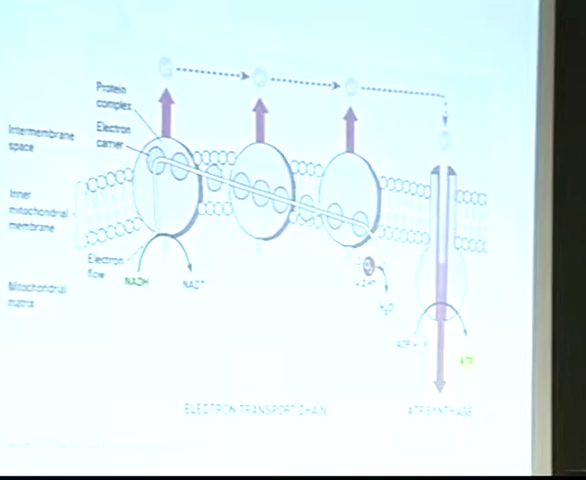 Protein
complex
Electron
carrier
Intermembrane
space
Inner
mitochondrial
membrane
Electron
flow
Mitochondrial
matrix
NADH
NAD+
H₂O
ADP +
ATP
ELECTRON TRANSPORT CHAIN
ATP SYNTHASE